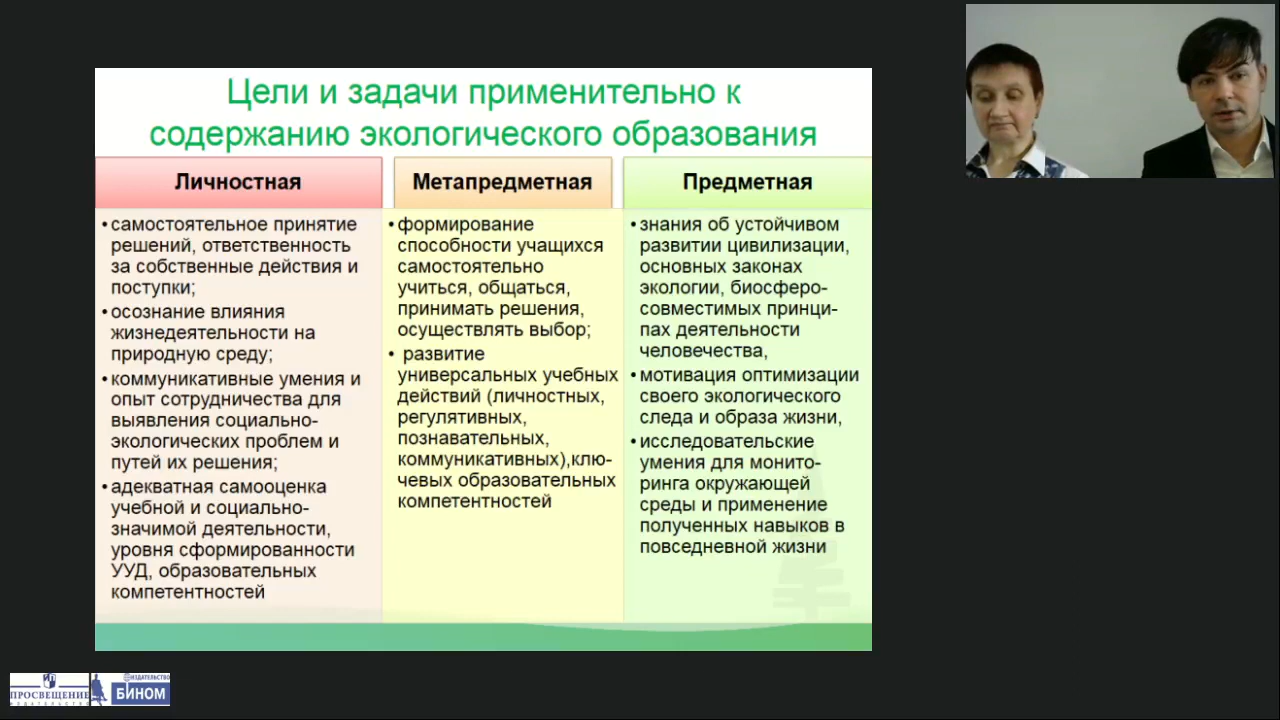 Цели и задачи применительно к
содержанию экологического образования
Личностная
•самостоятельное принятие
решений, ответственность
за собственные действия и
поступки;
•осознание влияния
жизнедеятельности на
природную среду;
•коммуникативные умения и
опыт сотрудничества для
выявления социально-
экологических проблем и
путей их решения;
•адекватная самооценка
учебной и социально-
значимой деятельности,
уровня сформированности
УУД, образовательных
компетентностей
Метапредметная
•формирование
способности учащихся
самостоятельно
учиться, общаться,
принимать решения,
осуществлять выбор;
• развитие
универсальных учебных
действий (личностных,
регулятивных,
познавательных,
коммуникативных),клю-
чевых образовательных
компетентностей
Предметная
•знания об устойчивом
развитии цивилизации,
основных законах
экологии, биосферо-
совместимых принци-
пах деятельности
человечества,
•мотивация оптимизации
своего экологического
следа и образа жизни,
•исследовательские
умения для монито-
ринга окружающей
среды и применение
полученных навыков в
повседневной жизни
ПРОСВЕЩЕНИЕ
ИЗДАТЕЛЬСТВО
ИЗДАТЕЛЬСТВО
БИНОМ